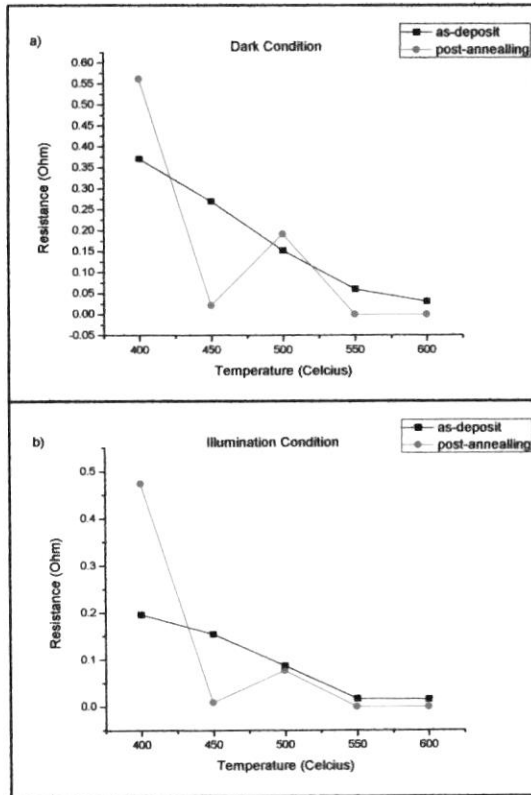 a)
Dark Condition
as-deposit
post-annealling
0.60
0.55
0.50
0.45
0.40
0.35
0.30
0.25
0.20
0.15
0.10
0.05
0.00
-0.05
Resistance (Ohm)
400 450 500 550 600
Temperature (Celcius)
b)
Illumination Condition
as-deposit
post-annealling
0.5
0.4
0.3
0.2
0.1
0.0
Resistance (Ohm)
400 450 500 550 600
Temperature (Celcius)